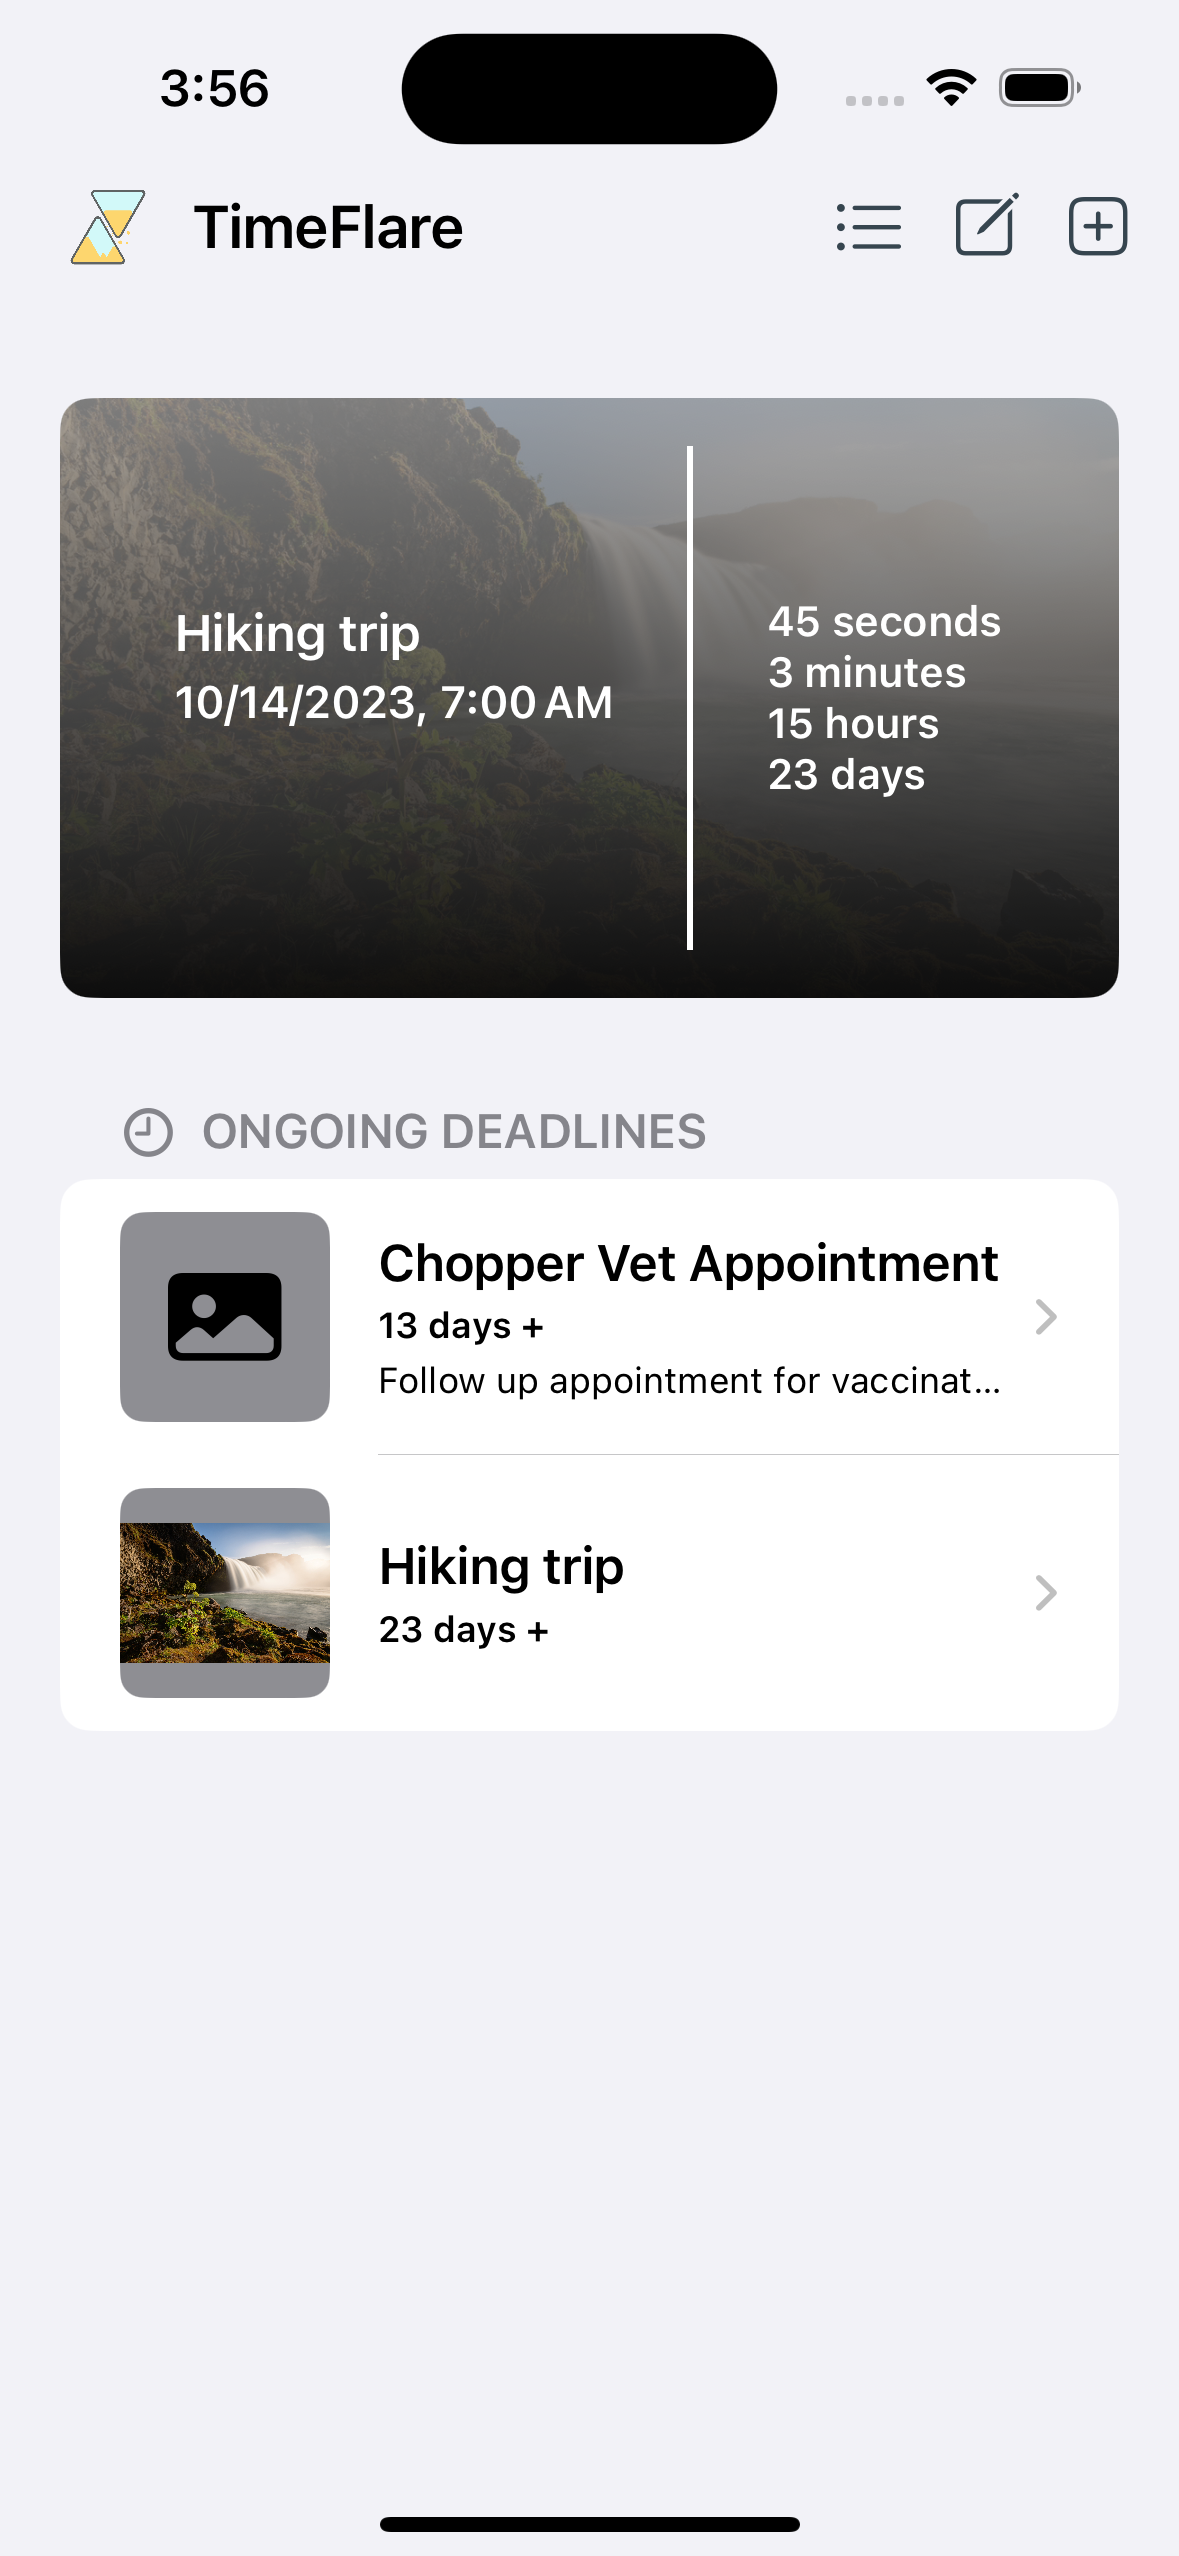 3:56
TimeFlare
Hiking trip
10/14/2023, 7:00 AM
45 seconds
3 minutes
15 hours
23 days
ONGOING DEADLINES
Chopper Vet Appointment
13 days +
Follow up appointment for vaccinat...
Hiking trip
23 days +